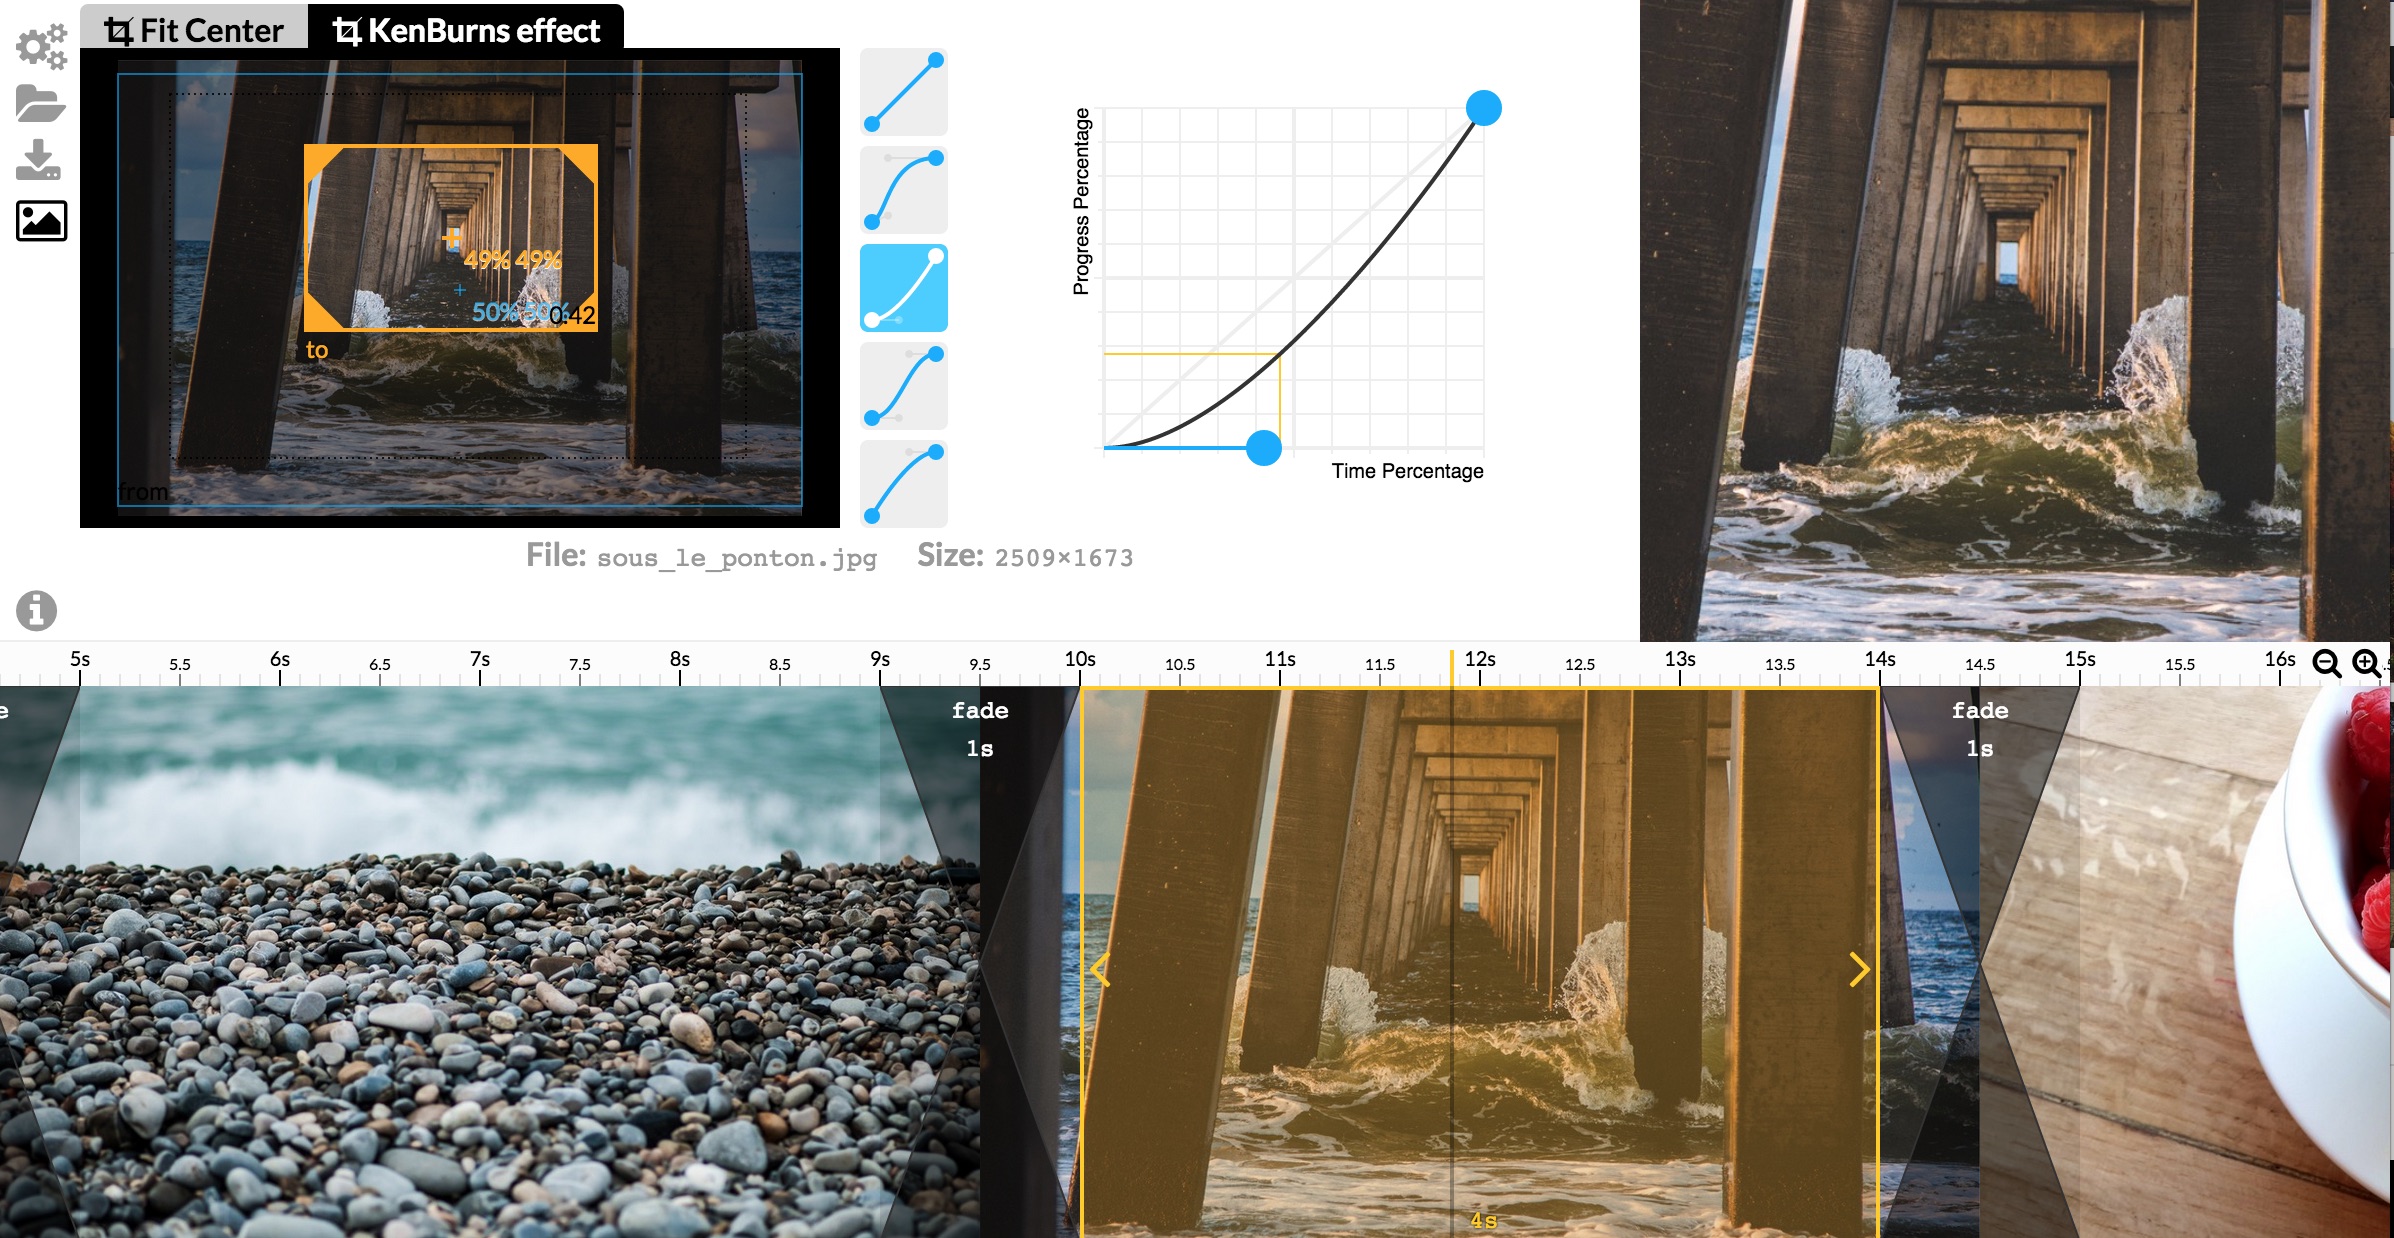 Fit Center
KenBurns effect
49% 49%
50% 50%
0.42
to
from
Progress Percentage
Time Percentage
File: sous_le_ponton.jpg Size: 2509×1673
5s 5.5 6s 6.5 7s 7.5 8s 8.5 9s 9.5 10s 10.5 11s 11.5 12s 12.5 13s 13.5 14s 14.5 15s 15.5 16s
e
fade
1s
fade
1s
4s